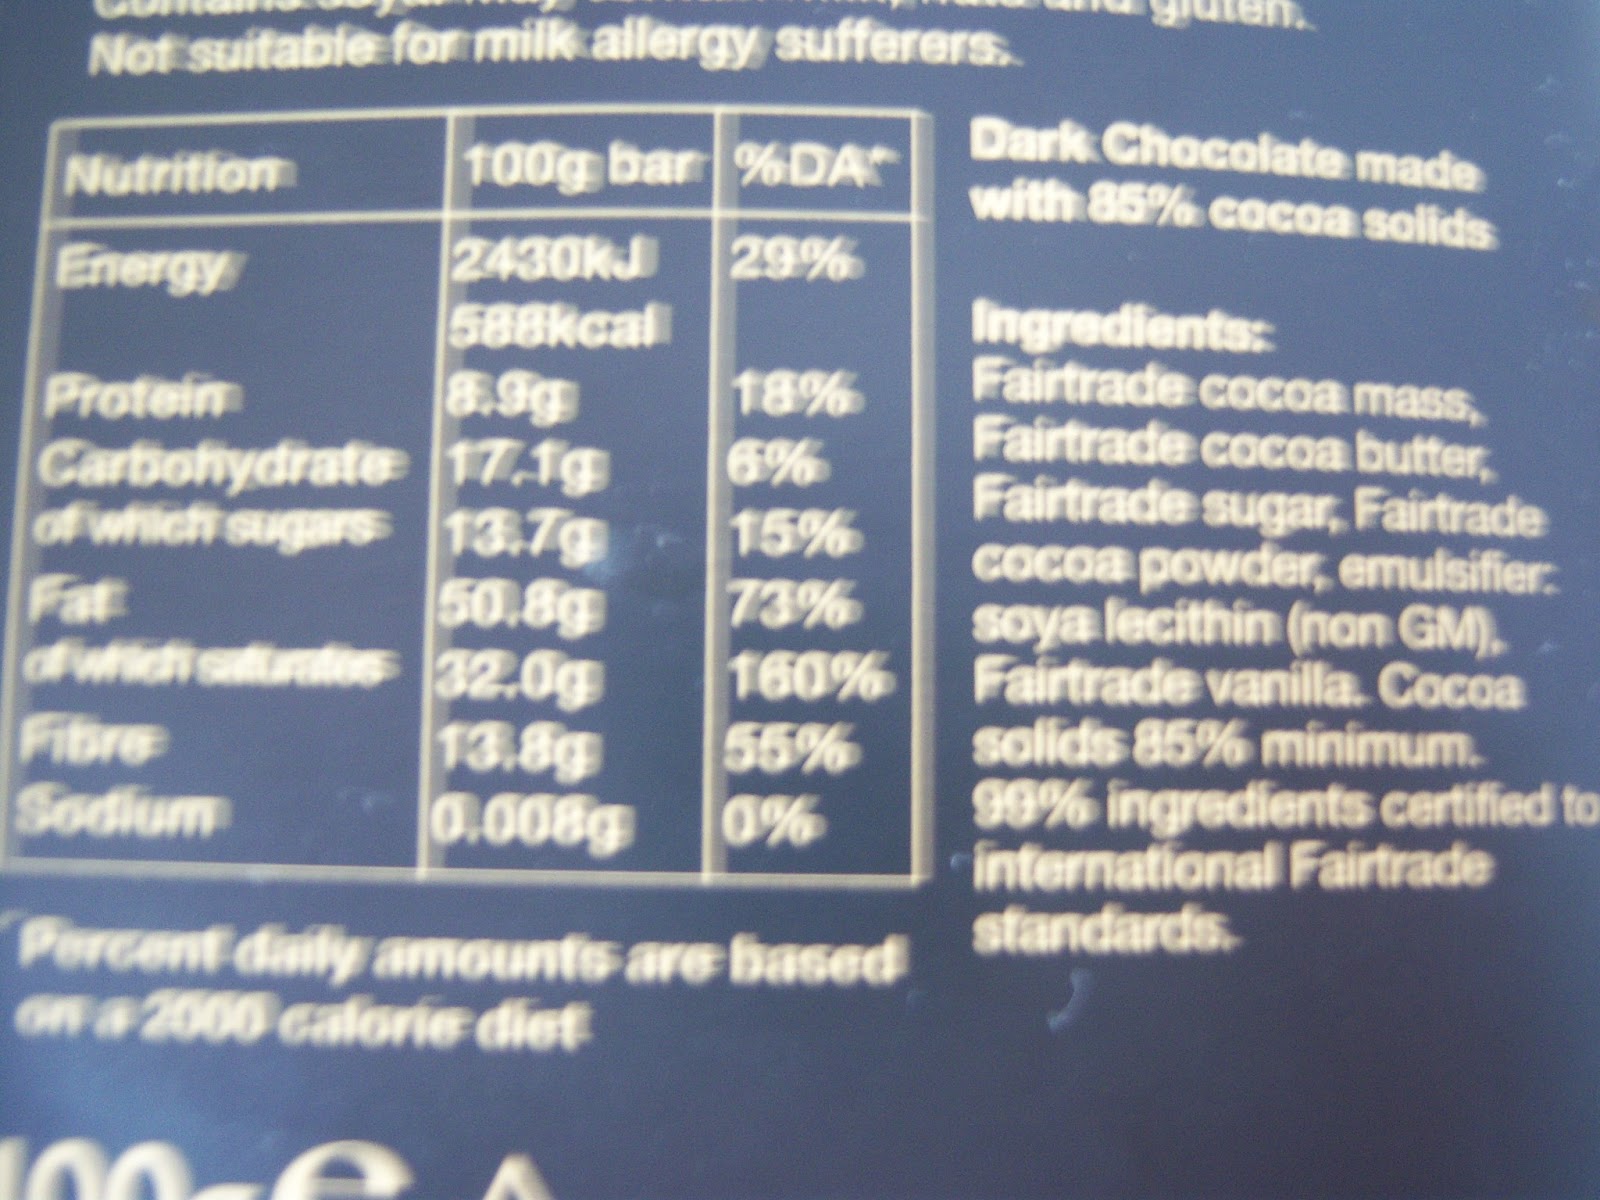 and gluten.
Not suitable for milk allergy sufferers.
Nutrition 100g bar %DA*
Energy 2430kJ 29%
588kcal
Protein 8.9g 18%
Carbohydrate 17.1g 6%
of which sugars 13.7g 15%
Fat 50.8g 73%
of which saturates 32.0g 160%
Fibre 13.8g 55%
Sodium 0.008g 0%
*Percent daily amounts are based
on a 2000 calorie diet
Dark Chocolate made
with 85% cocoa solids
Ingredients:
Fairtrade cocoa mass,
Fairtrade cocoa butter,
Fairtrade sugar, Fairtrade
cocoa powder, emulsifier:
soya lecithin (non GM),
Fairtrade vanilla. Cocoa
solids 85% minimum.
99% ingredients certified to
international Fairtrade
standards.
100g e